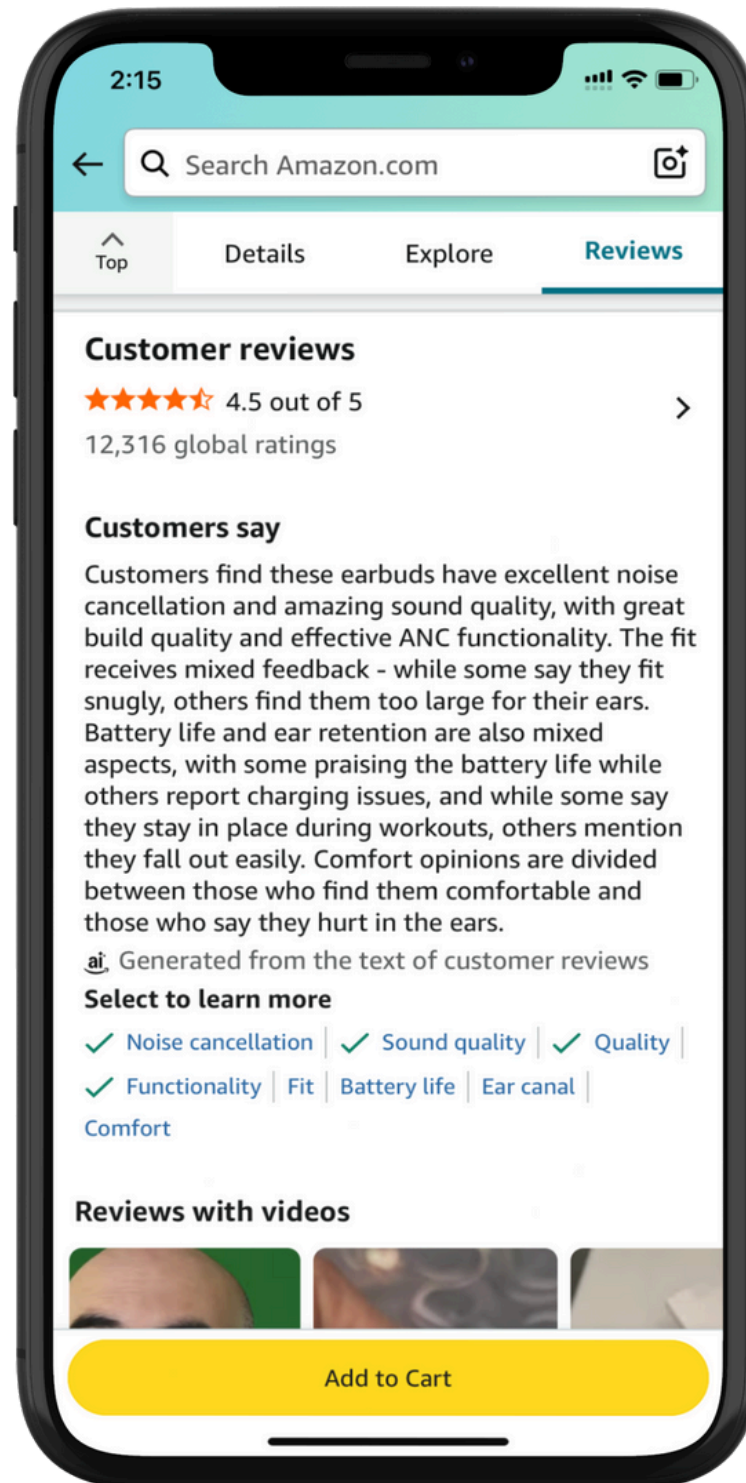 2:15
Search Amazon.com
Top
Details
Explore
Reviews
Customer reviews
4.5 out of 5
12,316 global ratings
Customers say
Customers find these earbuds have excellent noise
cancellation and amazing sound quality, with great
build quality and effective ANC functionality. The fit
receives mixed feedback - while some say they fit
snugly, others find them too large for their ears.
Battery life and ear retention are also mixed
aspects, with some praising the battery life while
others report charging issues, and while some say
they stay in place during workouts, others mention
they fall out easily. Comfort opinions are divided
between those who find them comfortable and
those who say they hurt in the ears.
ai Generated from the text of customer reviews
Select to learn more
Noise cancellation | Sound quality | Quality |
Functionality | Fit | Battery life | Ear canal |
Comfort
Reviews with videos
Add to Cart